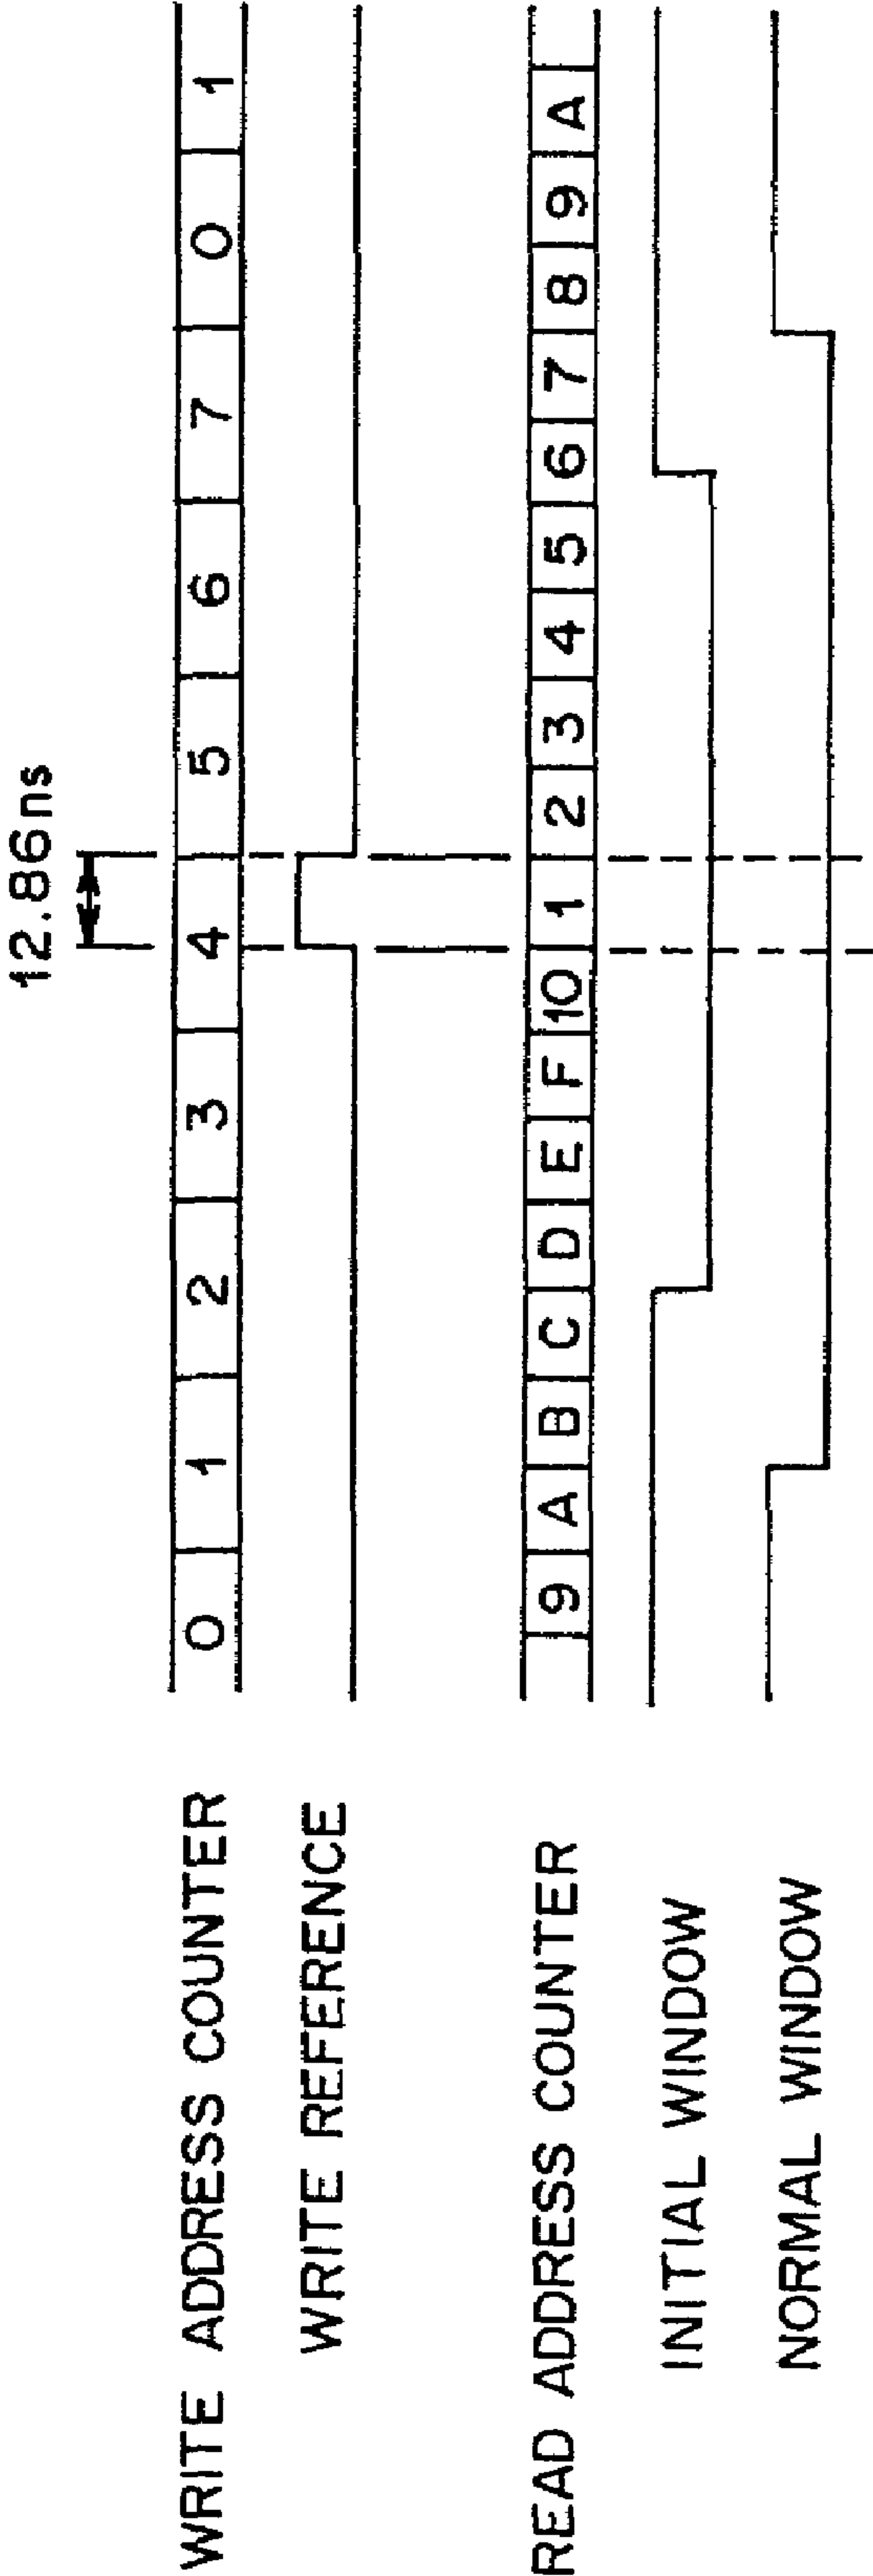 12.86ns
WRITE ADDRESS COUNTER 0 1 2 3 4 5 6 7 0 1
WRITE REFERENCE
READ ADDRESS COUNTER 9 A B C D E F 10 1 2 3 4 5 6 7 8 9 A
INITIAL WINDOW
NORMAL WINDOW